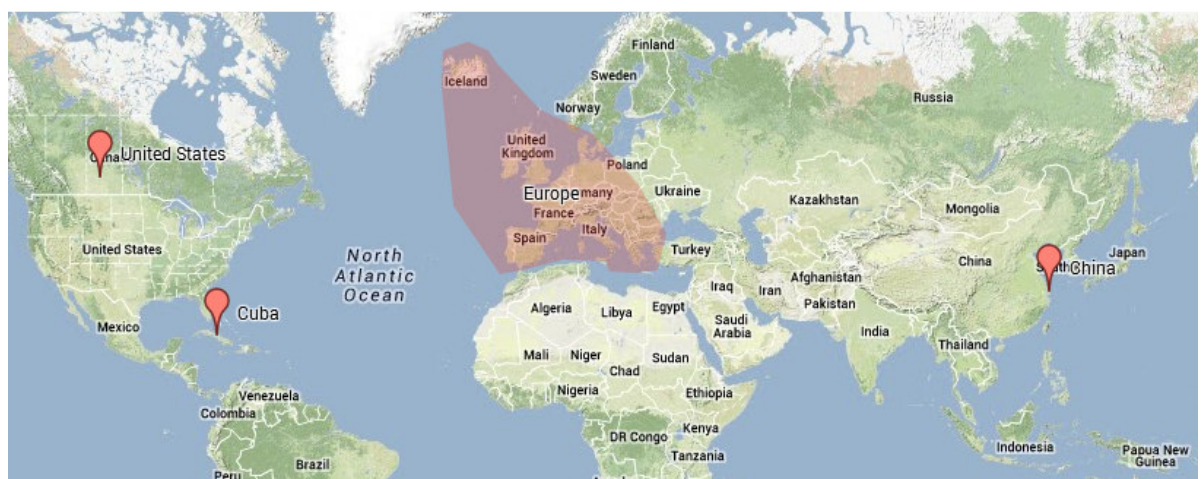 Finland
Sweden
Iceland
Russia
Norway
United
Kingdom
United States
Poland
Ukraine
Europe
many
Kazakhstan
Mongolia
France
Italy
Spain
United States
Turkey
China
Japan
China
North
Atlantic
Ocean
Afghanistan
Iraq
Iran
Pakistan
Algeria
Libya
Egypt
Saudi
Arabia
Cuba
Mexico
India
Thailand
Mali
Niger
Sudan
Chad
Nigeria
Ethiopia
Venezuela
Colombia
Kenya
DR Congo
Tanzania
Indonesia
Papua New
Guinea
Brazil
Peru